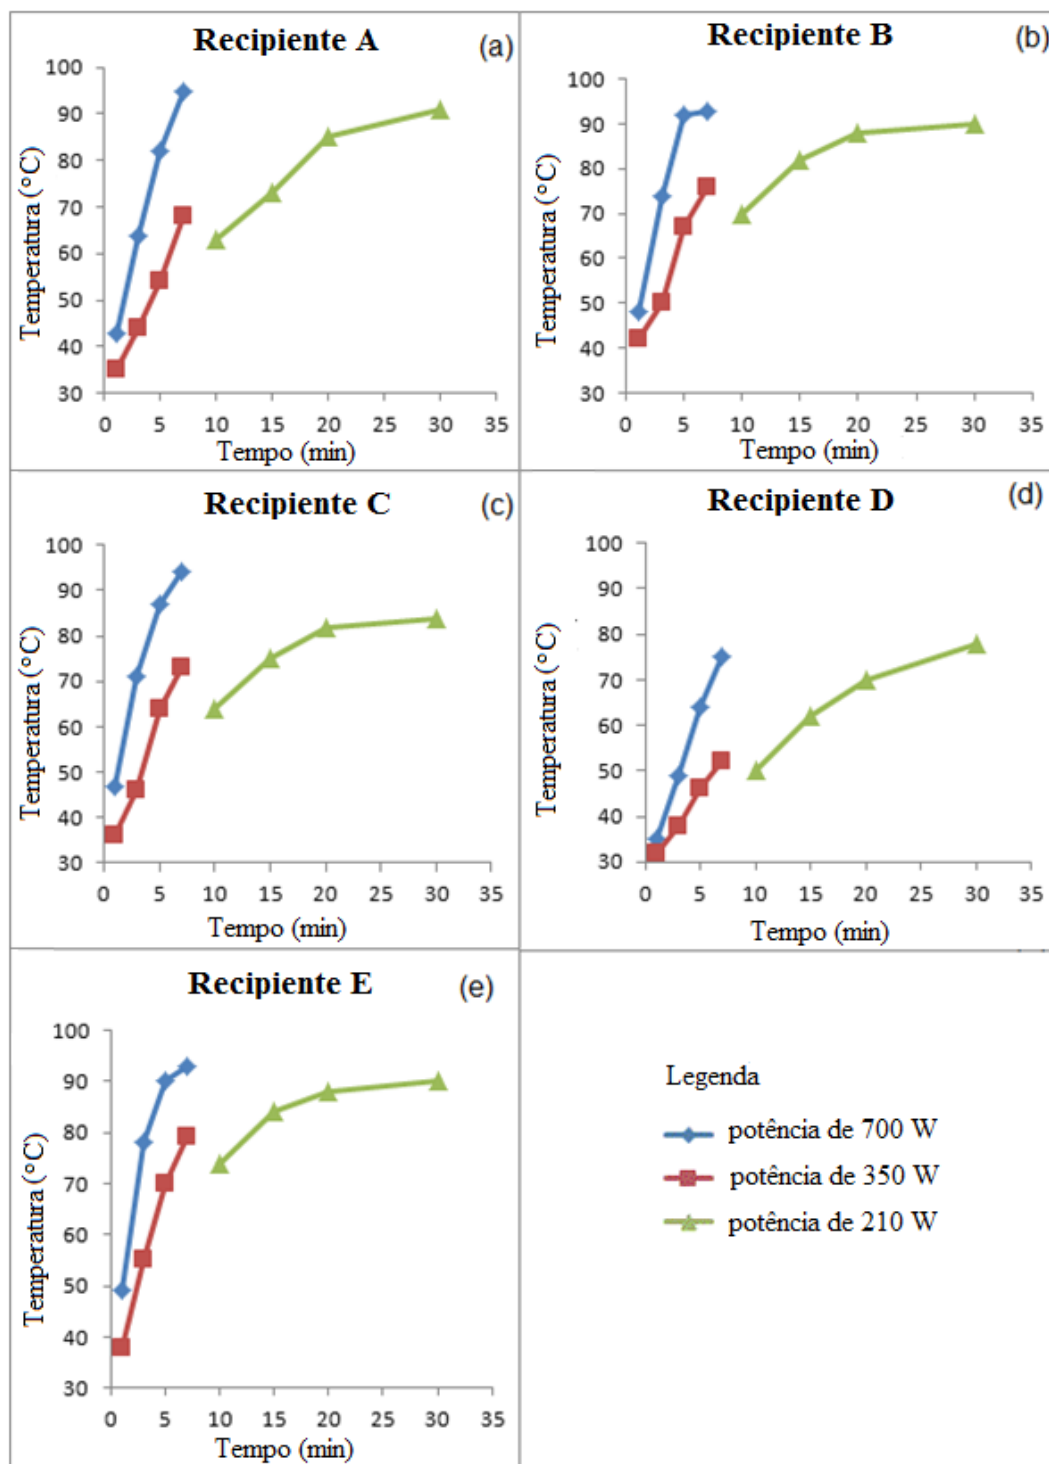 Recipiente A
(a)
Temperatura (°C)
100
90
80
70
60
50
40
30
0 5 10 15 20 25 30 35
Tempo (min)
Recipiente B
(b)
Temperatura (°C)
100
90
80
70
60
50
40
30
0 5 10 15 20 25 30 35
Tempo (min)
Recipiente C
(c)
Temperatura (°C)
100
90
80
70
60
50
40
30
0 5 10 15 20 25 30 35
Tempo (min)
Recipiente D
(d)
Temperatura (°C)
100
90
80
70
60
50
40
30
0 5 10 15 20 25 30 35
Tempo (min)
Recipiente E
(e)
Temperatura (°C)
100
90
80
70
60
50
40
30
0 5 10 15 20 25 30 35
Tempo (min)
Legenda
potência de 700 W
potência de 350 W
potência de 210 W